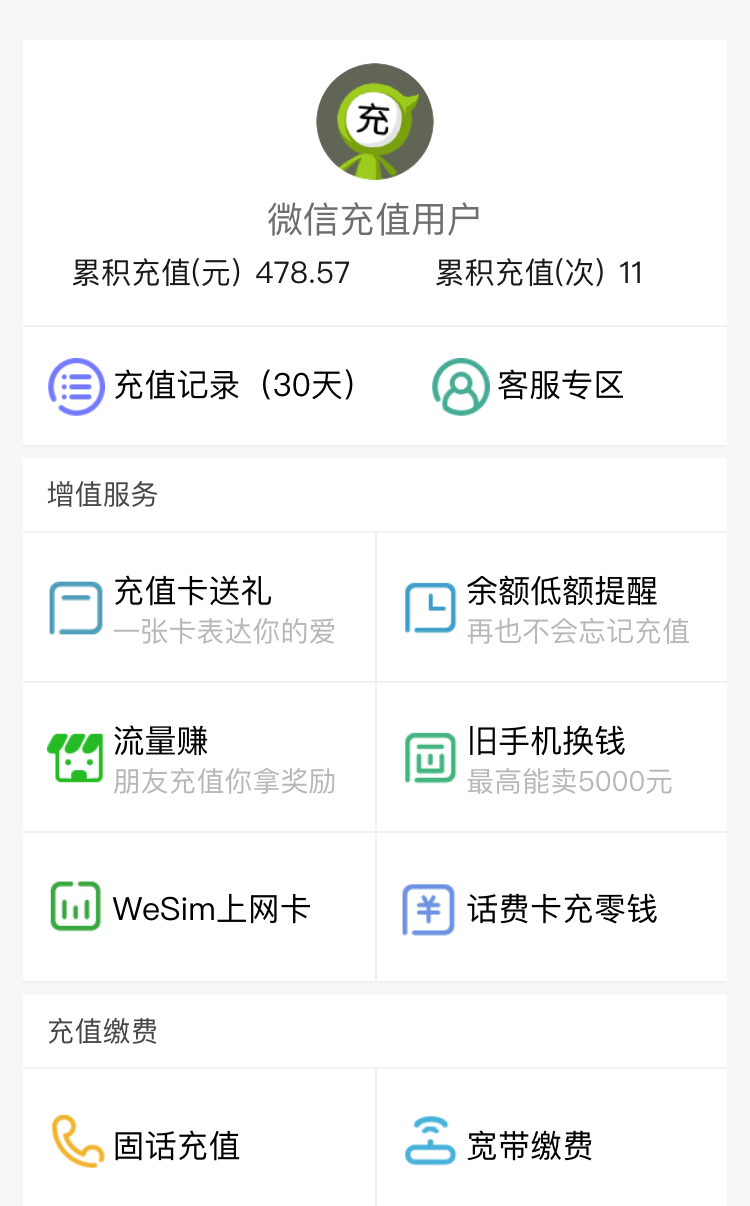 充
微信充值用户
累积充值(元) 478.57 累积充值(次) 11
充值记录（30天） 客服专区
增值服务
充值卡送礼 余额低额提醒
一张卡表达你的爱 再也不会忘记充值
流量赚 旧手机换钱
朋友充值你拿奖励 最高能卖5000元
WeSim上网卡 话费卡充零钱
充值缴费
固话充值 宽带缴费